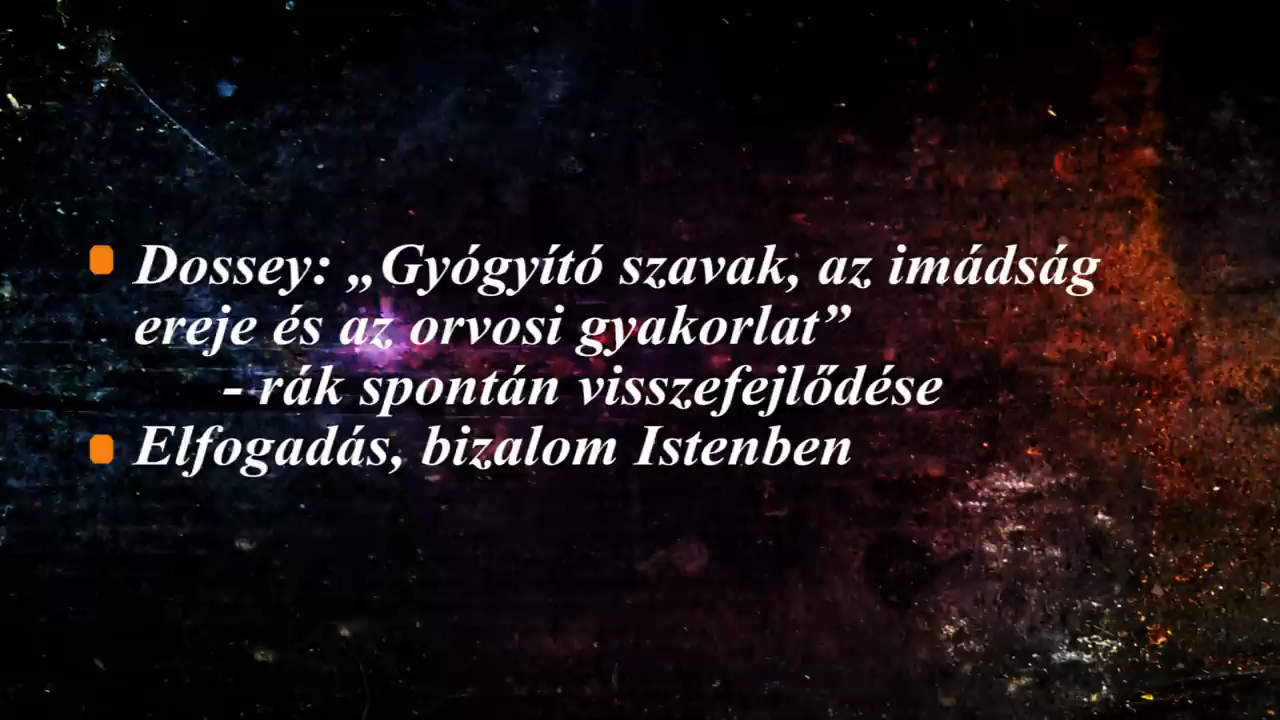 Dossey: „Gyógyító szavak, az imádság
ereje és az orvosi gyakorlat”
- rák spontán visszefejlődése
Elfogadás, bizalom Istenben